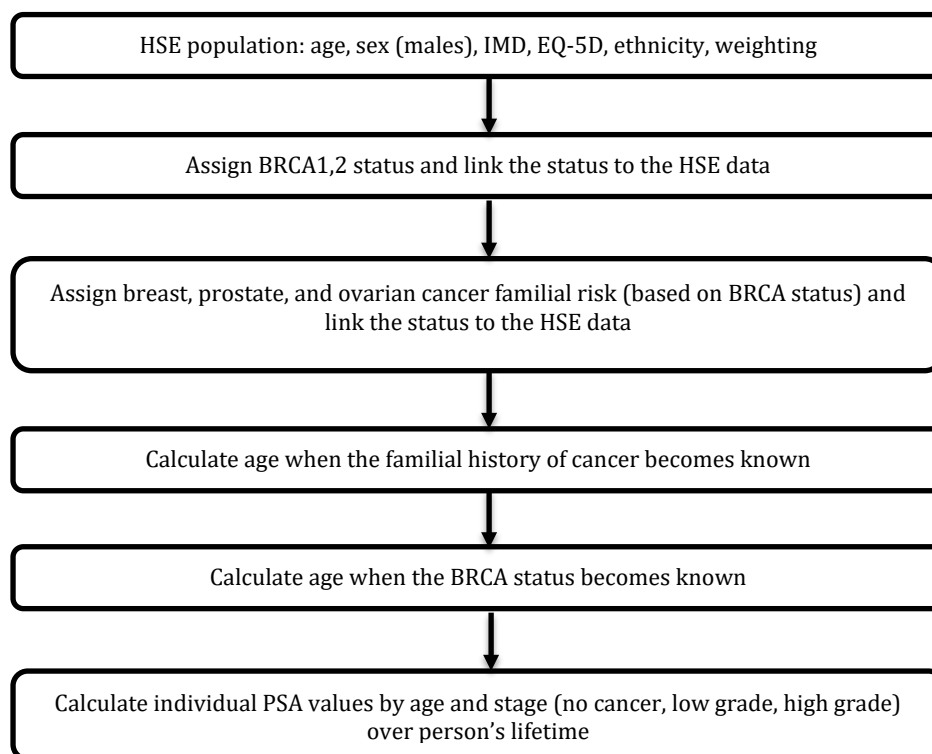 HSE population: age, sex (males), IMD, EQ-5D, ethnicity, weighting
Assign BRCA1,2 status and link the status to the HSE data
Assign breast, prostate, and ovarian cancer familial risk (based on BRCA status) and
link the status to the HSE data
Calculate age when the familial history of cancer becomes known
Calculate age when the BRCA status becomes known
Calculate individual PSA values by age and stage (no cancer, low grade, high grade)
over person’s lifetime